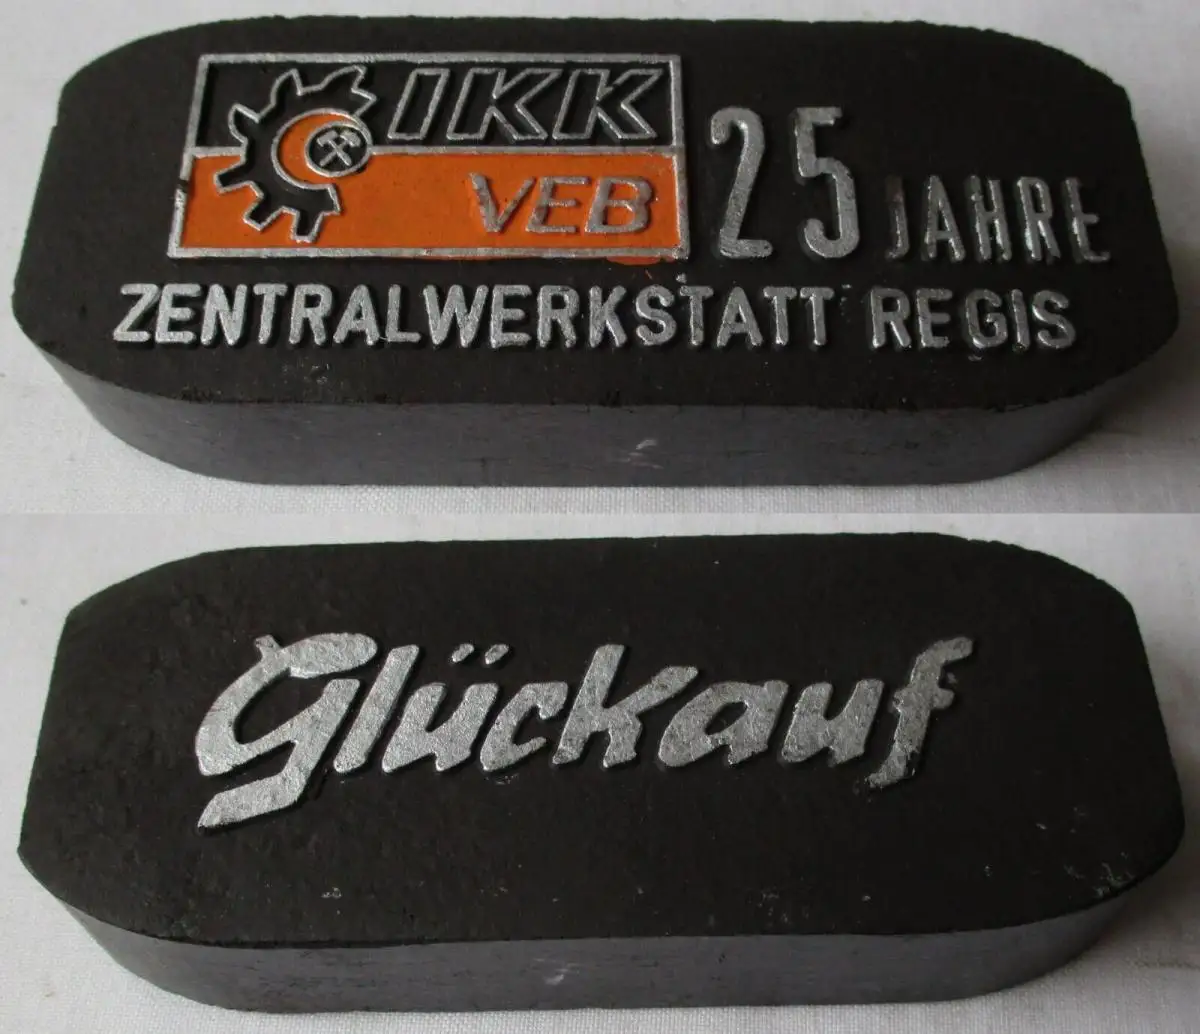 IKK
VEB
25 JAHRE
ZENTRALWERKSTATT REGIS
Glückauf